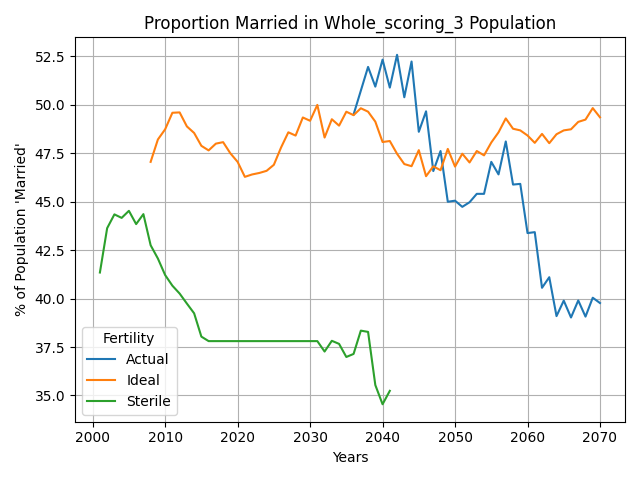 Proportion Married in Whole_scoring_3 Population
% of Population 'Married'
52.5
50.0
47.5
45.0
42.5
40.0
37.5
35.0
Fertility
Actual
Ideal
Sterile
2000 2010 2020 2030 2040 2050 2060 2070
Years